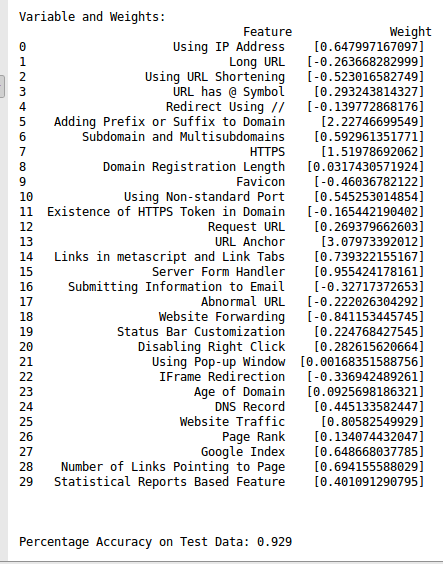 Variable and Weights:
Feature Weight
0 Using IP Address [0.647997167097]
1 Long URL [-0.263668282999]
2 Using URL Shortening [-0.523016582749]
3 URL has @ Symbol [0.293243814327]
4 Redirect Using // [-0.139772868176]
5 Adding Prefix or Suffix to Domain [2.22746699549]
6 Subdomain and Multisubdomains [0.592961351771]
7 HTTPS [1.51978692062]
8 Domain Registration Length [0.0317430571924]
9 Favicon [-0.46036782122]
10 Using Non-standard Port [0.545253014854]
11 Existence of HTTPS Token in Domain [-0.165442190402]
12 Request URL [0.269379662603]
13 URL Anchor [3.07973392012]
14 Links in metascript and Link Tabs [0.739322155167]
15 Server Form Handler [0.955424178161]
16 Submitting Information to Email [-0.32717372653]
17 Abnormal URL [-0.222026304292]
18 Website Forwarding [-0.841153445745]
19 Status Bar Customization [0.224768427545]
20 Disabling Right Click [0.282615620664]
21 Using Pop-up Window [0.00168351588756]
22 IFrame Redirection [-0.336942489261]
23 Age of Domain [0.0925698186321]
24 DNS Record [0.445133582447]
25 Website Traffic [0.80582549929]
26 Page Rank [0.134074432047]
27 Google Index [0.648668037785]
28 Number of Links Pointing to Page [0.694155588029]
29 Statistical Reports Based Feature [0.401091290795]
Percentage Accuracy on Test Data: 0.929